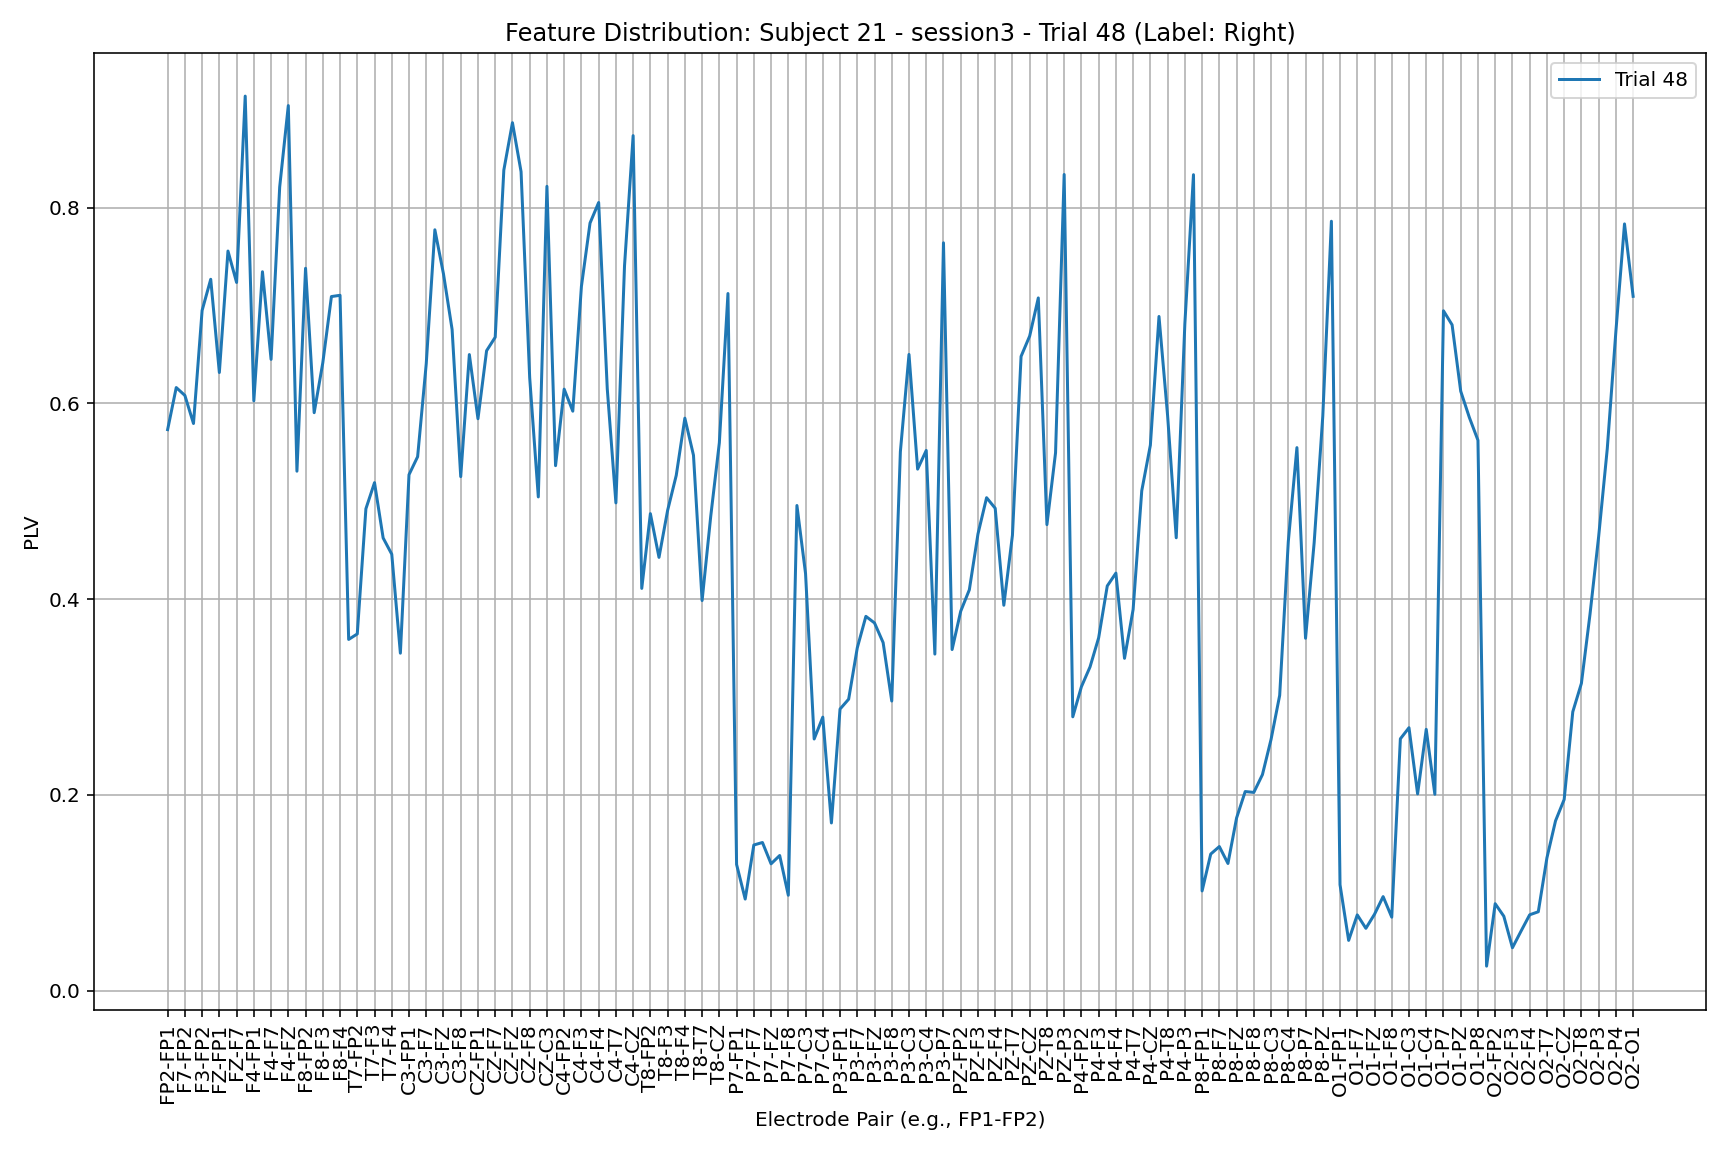 Feature Distribution: Subject 21 - session3 - Trial 48 (Label: Right)
Trial 48
PLV
0.8
0.6
0.4
0.2
0.0
FP2-FP1
F7-FP2
F3-FP2
FZ-FP1
FZ-F7
F4-FP1
F4-F7
F4-FZ
F8-FP2
F8-F3
F8-F4
T7-FP2
T7-F3
T7-F4
C3-FP1
C3-F7
C3-FZ
C3-F8
CZ-FP1
CZ-F7
CZ-FZ
CZ-F8
CZ-C3
C4-FP2
C4-F3
C4-F4
C4-T7
C4-CZ
T8-FP2
T8-F3
T8-F4
T8-T7
T8-CZ
P7-FP1
P7-F7
P7-FZ
P7-F8
P7-C3
P7-C4
P3-FP1
P3-F7
P3-FZ
P3-F8
P3-C3
P3-C4
P3-P7
PZ-FP2
PZ-F3
PZ-F4
PZ-T7
PZ-CZ
PZ-T8
PZ-P3
P4-FP2
P4-F3
P4-F4
P4-T7
P4-CZ
P4-T8
P4-P3
P8-FP1
P8-F7
P8-FZ
P8-F8
P8-C3
P8-C4
P8-P7
P8-PZ
O1-FP1
O1-F7
O1-FZ
O1-F8
O1-C3
O1-C4
O1-P7
O1-PZ
O1-P8
O2-FP2
O2-F3
O2-F4
O2-T7
O2-CZ
O2-T8
O2-P3
O2-P4
O2-O1
Electrode Pair (e.g., FP1-FP2)